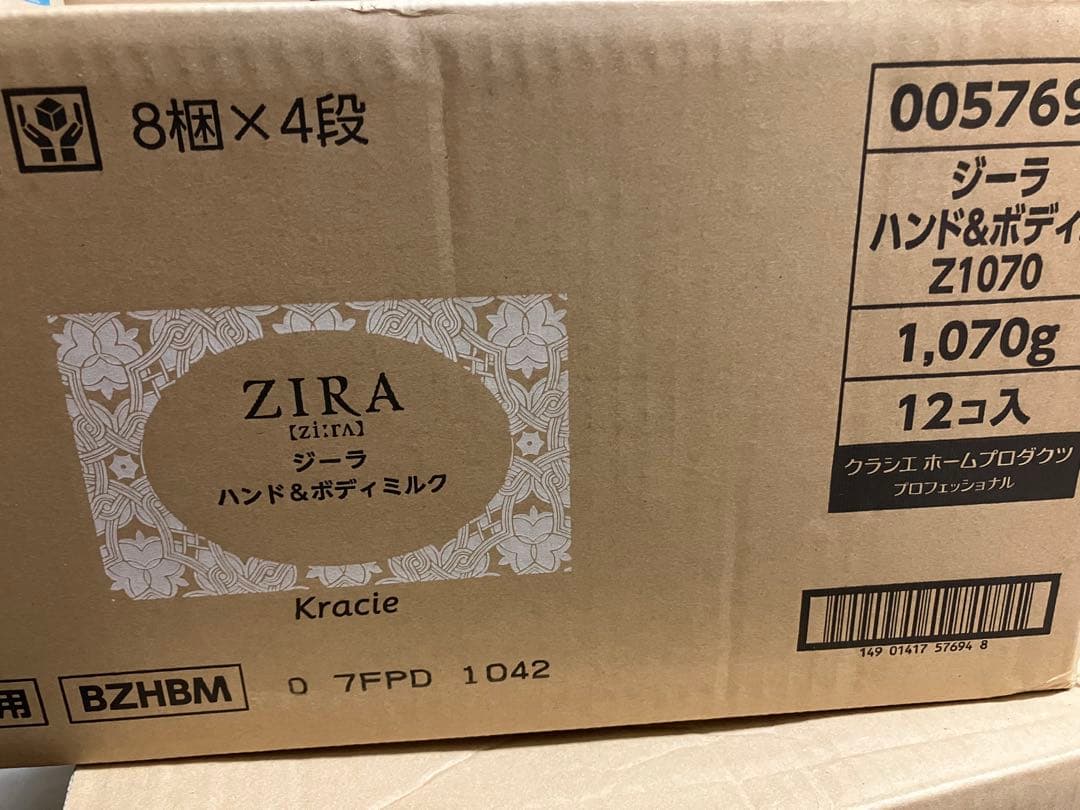 8梱×4段
005769
ジーラ
ハンド&ボディ
Z1070
1,070g
12コ入
クラシエ ホームプロダクツ
プロフェッショナル
ZIRA
【zi:rʌ】
ジーラ
ハンド&ボディミルク
Kracie
149 01417 57694 8
用
BZHBM
0 7FPD 1042